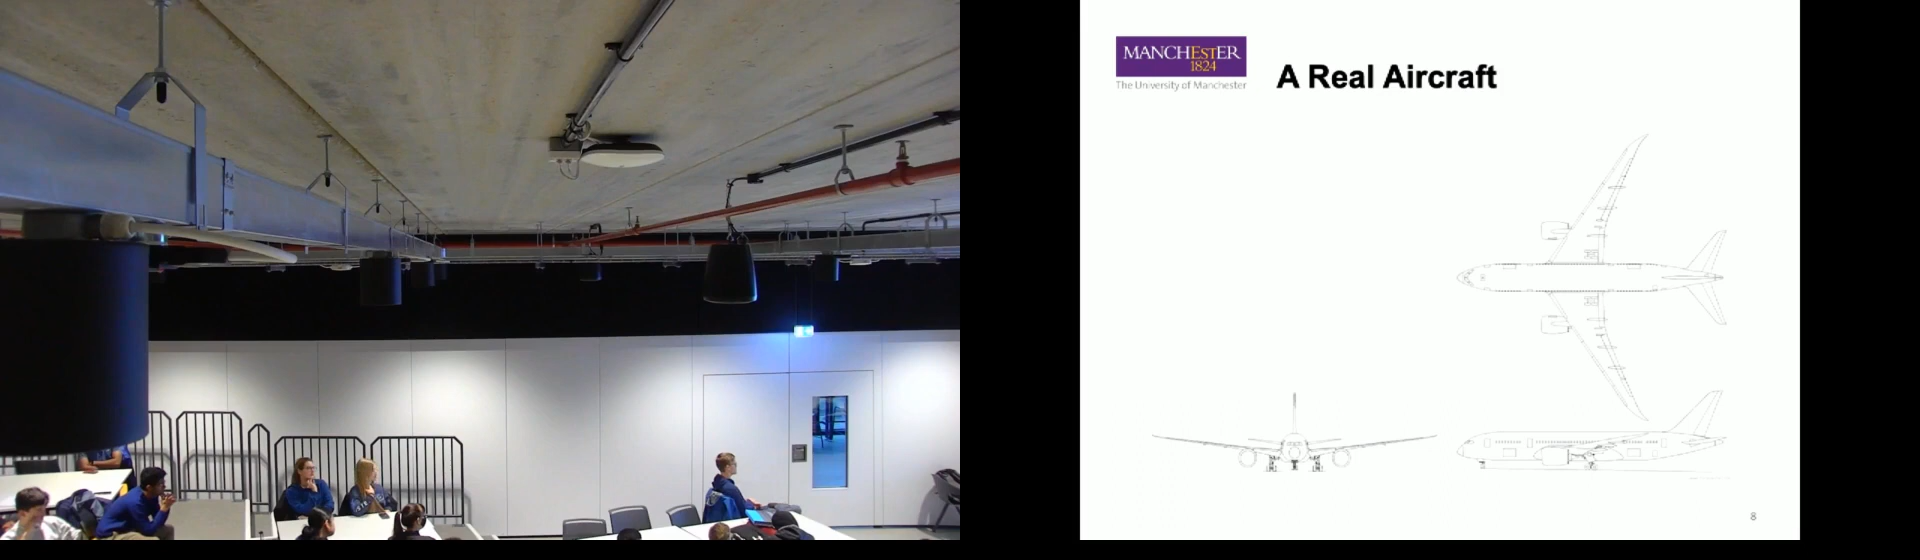 MANCHEstER
1824
The University of Manchester
A Real Aircraft
8